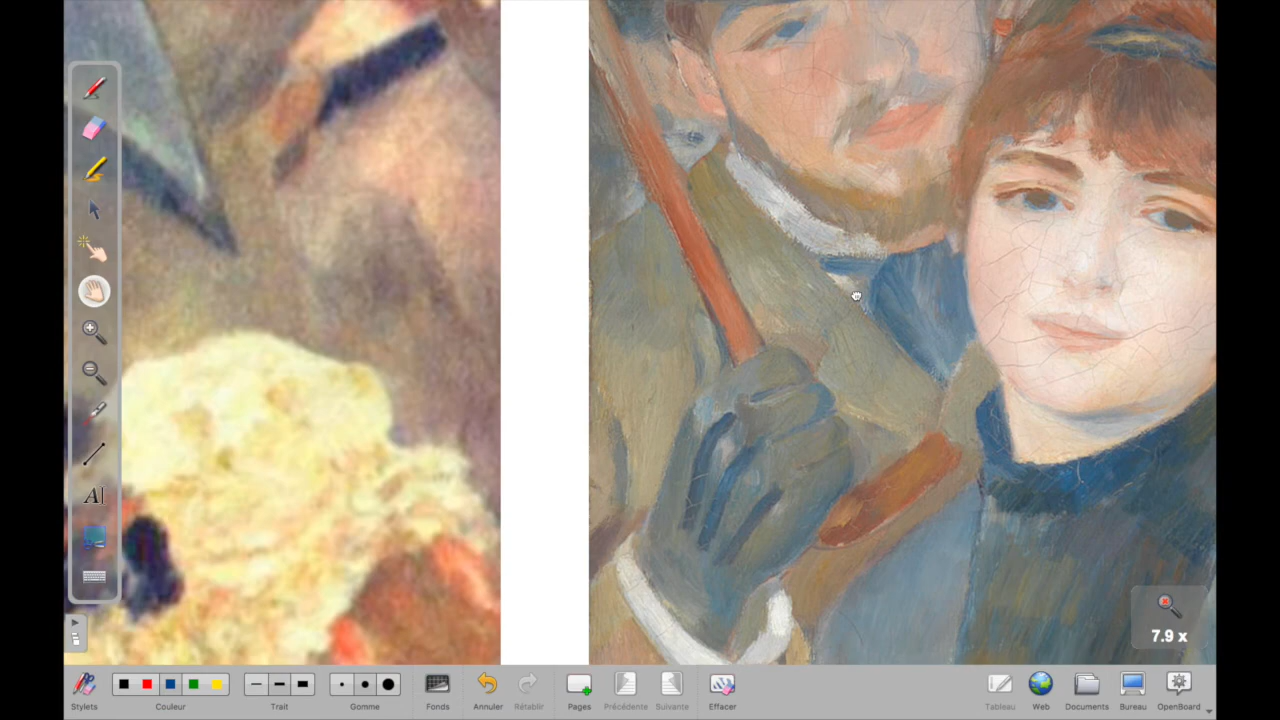 A|
7.9 x
Stylets
Couleur
Trait
Gomme
Fonds
Annuler
Rétablir
Pages
Précédente
Suivante
Effacer
Tableau
Web
Documents
Bureau
OpenBoard